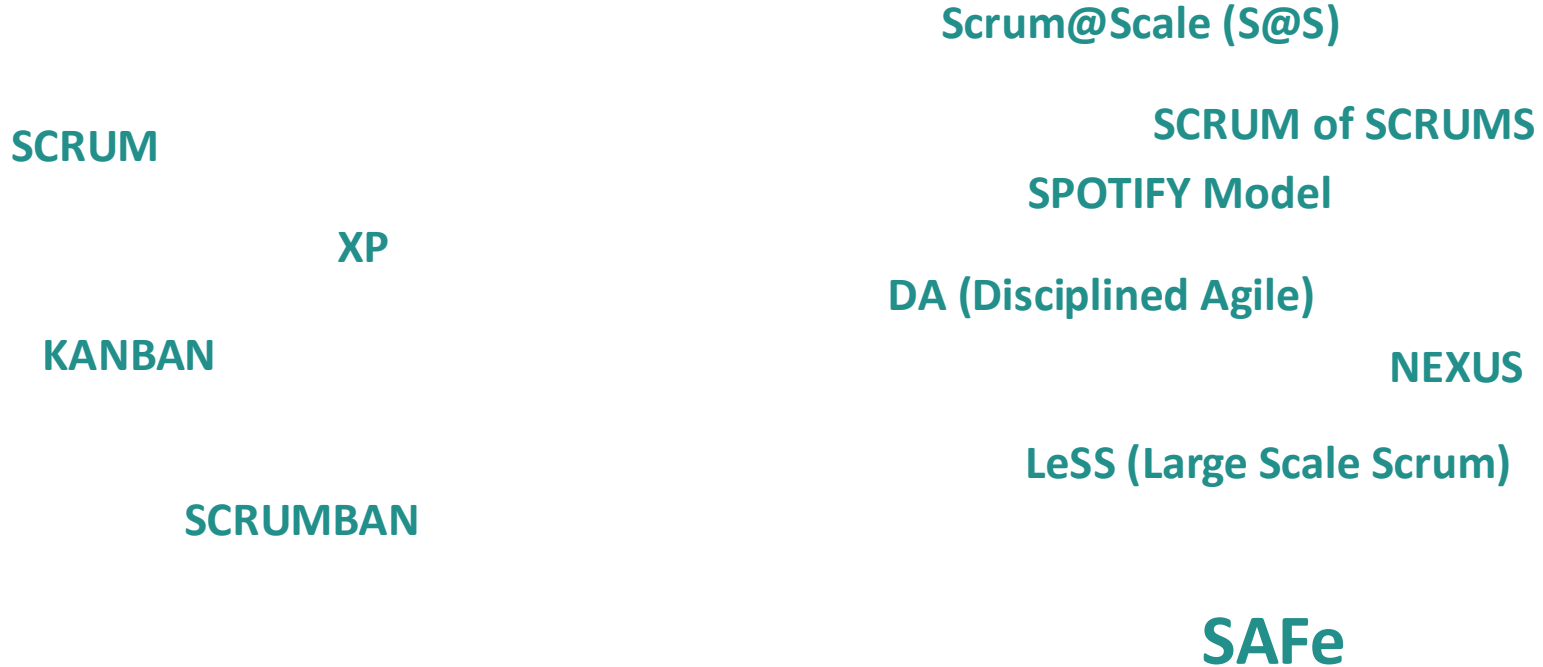 Scrum@Scale (S@S)
SCRUM of SCRUMS
SCRUM
SPOTIFY Model
XP
DA (Disciplined Agile)
KANBAN
NEXUS
LeSS (Large Scale Scrum)
SCRUMBAN
SAFe